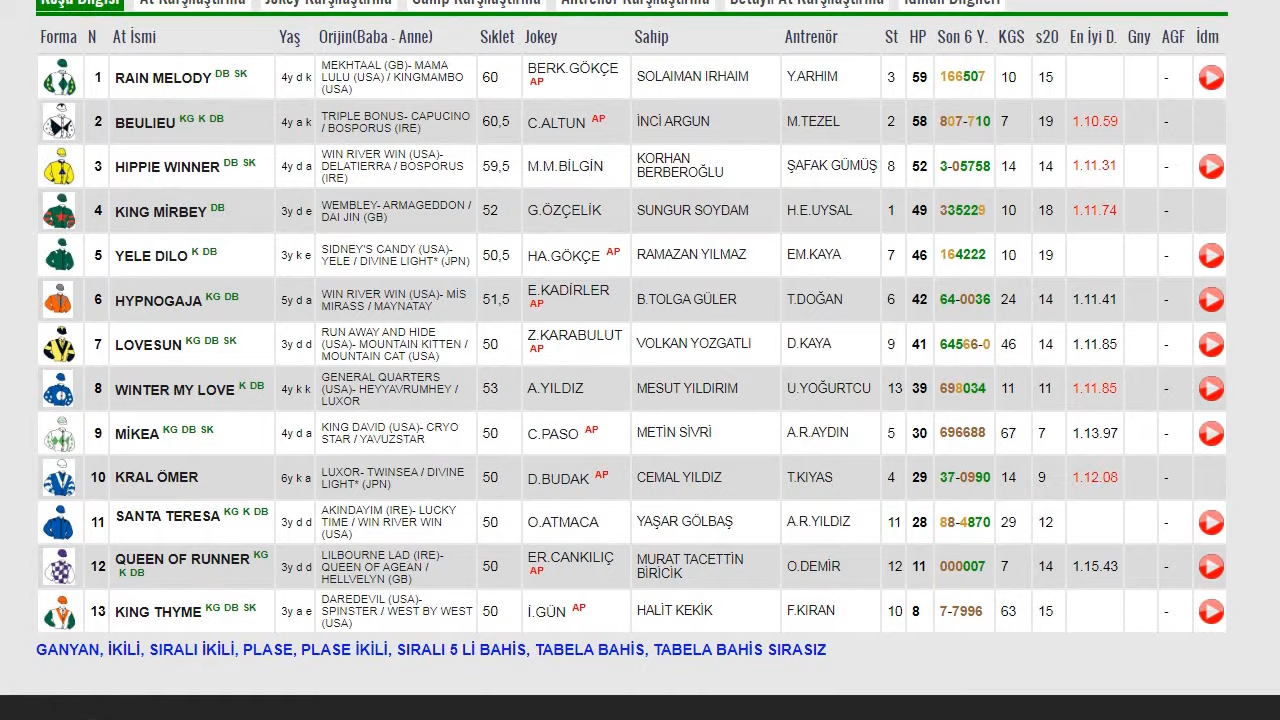 Koşu Bilgisi At Karşılaştırma Jokey Karşılaştırma Sahip Karşılaştırma Antrenör Karşılaştırma Detaylı At Karşılaştırma İdman Bilgileri
Forma N At İsmi Yaş Orijin(Baba - Anne) Sıklet Jokey Sahip Antrenör St HP Son 6 Y. KGS s20 En İyi D. Gny AGF İdm
1 RAIN MELODY DB SK 4y d k MEKHTAAL (GB)- MAMA LULU (USA) / KINGMAMBO (USA) 60 BERK.GÖKÇE AP SOLAIMAN IRHAIM Y.ARHIM 3 59 166507 10 15 -
2 BEULIEU KG K DB 4y a k TRIPLE BONUS- CAPUCINO / BOSPORUS (IRE) 60,5 C.ALTUN AP İNCİ ARGUN M.TEZEL 2 58 807-710 7 19 1.10.59 -
3 HIPPIE WINNER DB SK 4y d a WIN RIVER WIN (USA)- DELATIERRA / BOSPORUS (IRE) 59,5 M.M.BİLGİN KORHAN BERBEROĞLU ŞAFAK GÜMÜŞ 8 52 3-05758 14 14 1.11.31 -
4 KING MİRBEY DB 3y d e WEMBLEY- ARMAGEDDON / DAI JIN (GB) 52 G.ÖZÇELİK SUNGUR SOYDAM H.E.UYSAL 1 49 335229 10 18 1.11.74 -
5 YELE DILO K DB 3y k e SIDNEY'S CANDY (USA)- YELE / DIVINE LIGHT* (JPN) 50,5 HA.GÖKÇE AP RAMAZAN YILMAZ EM.KAYA 7 46 164222 10 19 -
6 HYPNOGAJA KG DB 5y d a WIN RIVER WIN (USA)- MİS MIRASS / MAYNATAY 51,5 E.KADİRLER AP B.TOLGA GÜLER T.DOĞAN 6 42 64-0036 24 14 1.11.41 -
7 LOVESUN KG DB SK 3y d d RUN AWAY AND HIDE (USA)- MOUNTAIN KITTEN / MOUNTAIN CAT (USA) 50 Z.KARABULUT AP VOLKAN YOZGATLI D.KAYA 9 41 64566-0 46 14 1.11.85 -
8 WINTER MY LOVE K DB 4y k k GENERAL QUARTERS (USA)- HEYYAVRUMHEY / LUXOR 53 A.YILDIZ MESUT YILDIRIM U.YOĞURTCU 13 39 698034 11 11 1.11.85 -
9 MİKEA KG DB SK 4y d a KING DAVID (USA)- CRYO STAR / YAVUZSTAR 50 C.PASO AP METİN SİVRİ A.R.AYDIN 5 30 696688 67 7 1.13.97 -
10 KRAL ÖMER 6y k a LUXOR- TWINSEA / DIVINE LIGHT* (JPN) 50 D.BUDAK AP CEMAL YILDIZ T.KIYAS 4 29 37-0990 14 9 1.12.08 -
11 SANTA TERESA KG K DB 3y d d AKINDAYIM (IRE)- LUCKY TIME / WIN RIVER WIN (USA) 50 O.ATMACA YAŞAR GÖLBAŞ A.R.YILDIZ 11 28 88-4870 29 12 -
12 QUEEN OF RUNNER KG K DB 3y d d LILBOURNE LAD (IRE)- QUEEN OF AGEAN / HELLVELYN (GB) 50 ER.CANKILIÇ AP MURAT TACETTİN BİRİCİK O.DEMİR 12 11 000007 7 14 1.15.43 -
13 KING THYME KG DB SK 3y a e DAREDEVIL (USA)- SPINSTER / WEST BY WEST (USA) 50 İ.GÜN AP HALİT KEKİK F.KIRAN 10 8 7-7996 63 15 -
GANYAN, İKİLİ, SIRALI İKİLİ, PLASE, PLASE İKİLİ, SIRALI 5 Lİ BAHİS, TABELA BAHİS, TABELA BAHİS SIRASIZ